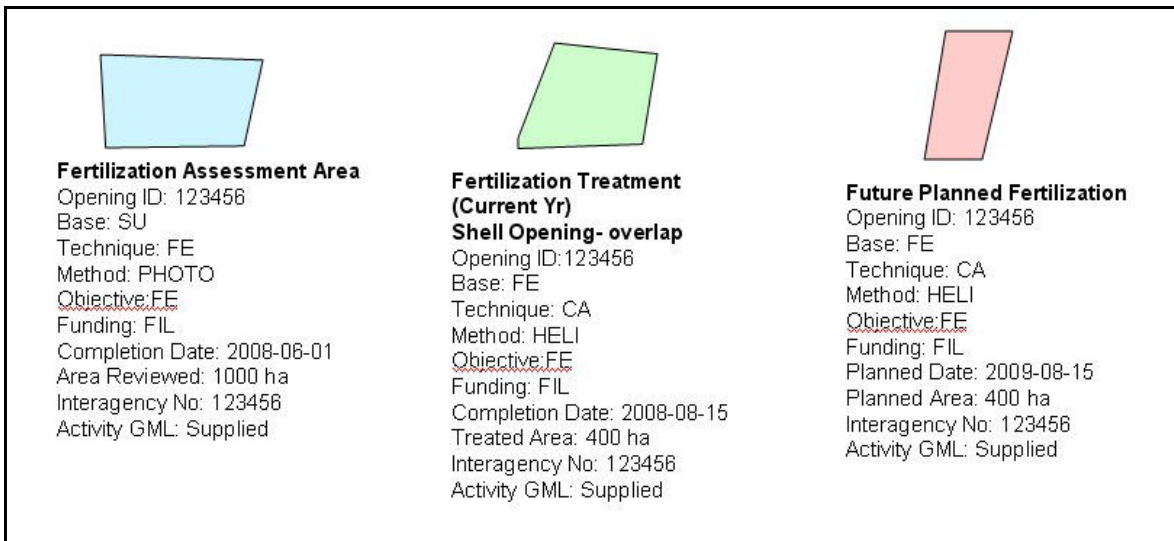 Fertilization Assessment Area
Opening ID: 123456
Base: SU
Technique: FE
Method: PHOTO
Objective:FE
Funding: FIL
Completion Date: 2008-06-01
Area Reviewed: 1000 ha
Interagency No: 123456
Activity GML: Supplied
Fertilization Treatment
(Current Yr)
Shell Opening- overlap
Opening ID:123456
Base: FE
Technique: CA
Method: HELI
Objective:FE
Funding: FIL
Completion Date: 2008-08-15
Treated Area: 400 ha
Interagency No: 123456
Activity GML: Supplied
Future Planned Fertilization
Opening ID: 123456
Base: FE
Technique: CA
Method: HELI
Objective:FE
Funding: FIL
Planned Date: 2009-08-15
Planned Area: 400 ha
Interagency No: 123456
Activity GML: Supplied